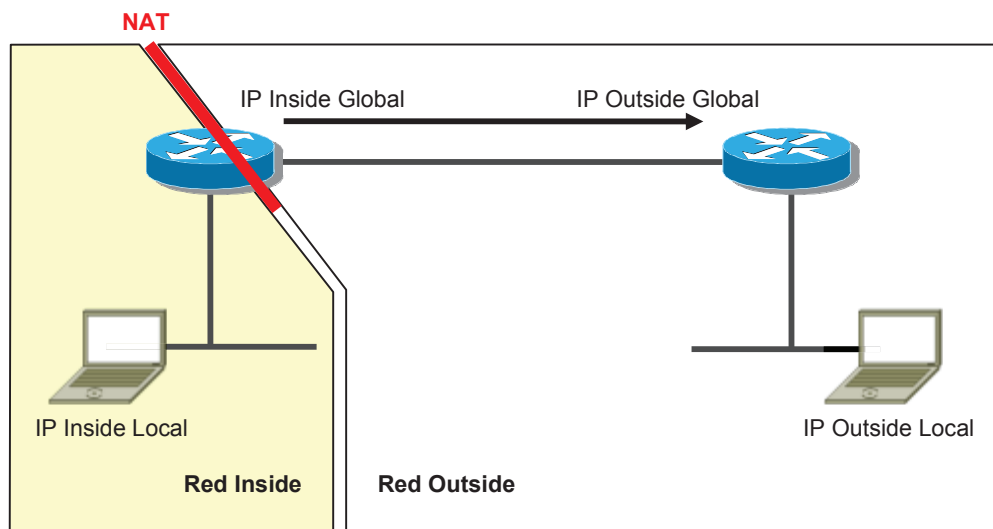 NAT
IP Inside Global
IP Outside Global
IP Inside Local
IP Outside Local
Red Inside
Red Outside